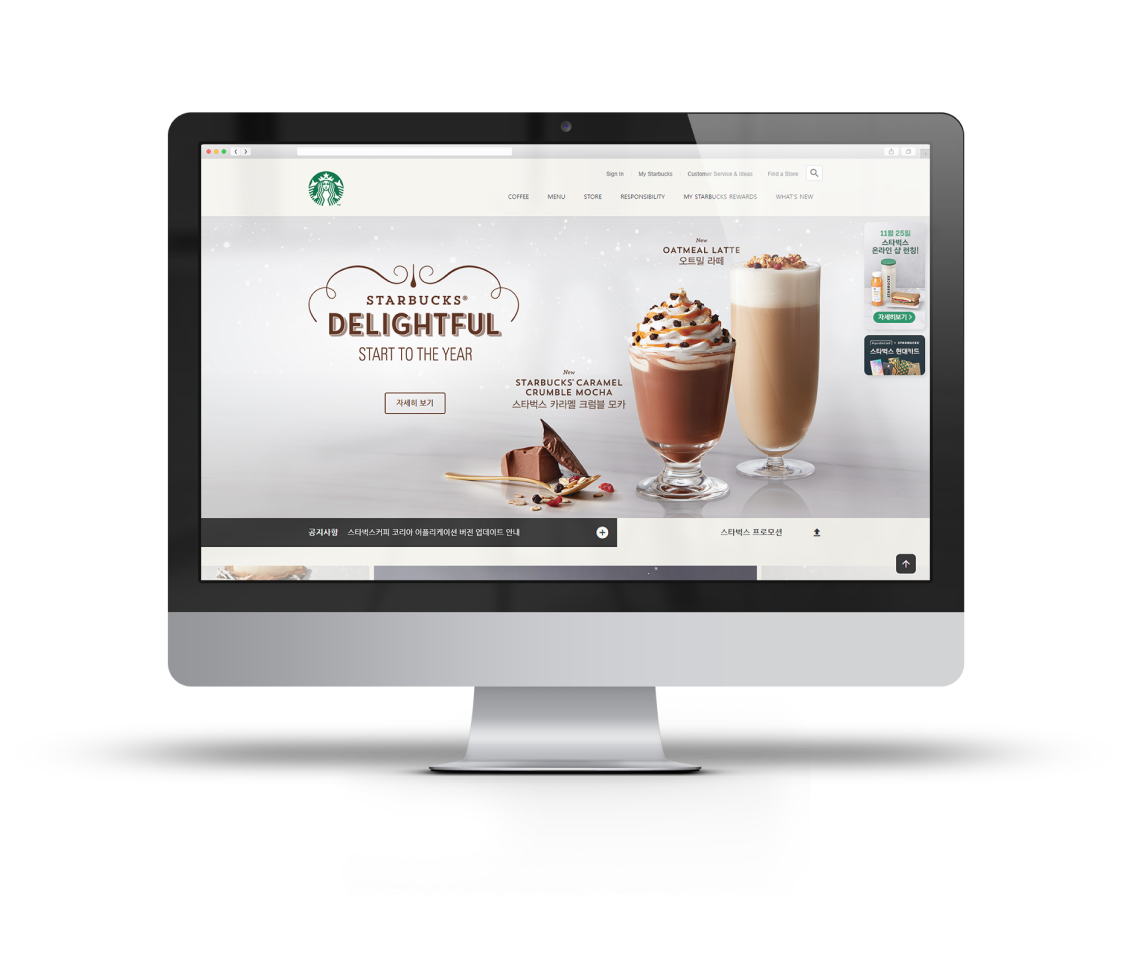 Sign In
My Starbucks
Customer Service & Ideas
Find a Store
COFFEE
MENU
STORE
RESPONSIBILITY
MY STARBUCKS REWARDS
WHAT'S NEW
STARBUCKS®
DELIGHTFUL
START TO THE YEAR
자세히 보기
New
OATMEAL LATTE
오트밀 라떼
New
STARBUCKS® CARAMEL
CRUMBLE MOCHA
스타벅스 카라멜 크럼블 모카
11월 25일
스타벅스
온라인 샵 런칭!
자세히보기
STARBUCKS
스타벅스 현대카드
공지사항
스타벅스커피 코리아 어플리케이션 버전 업데이트 안내
스타벅스 프로모션